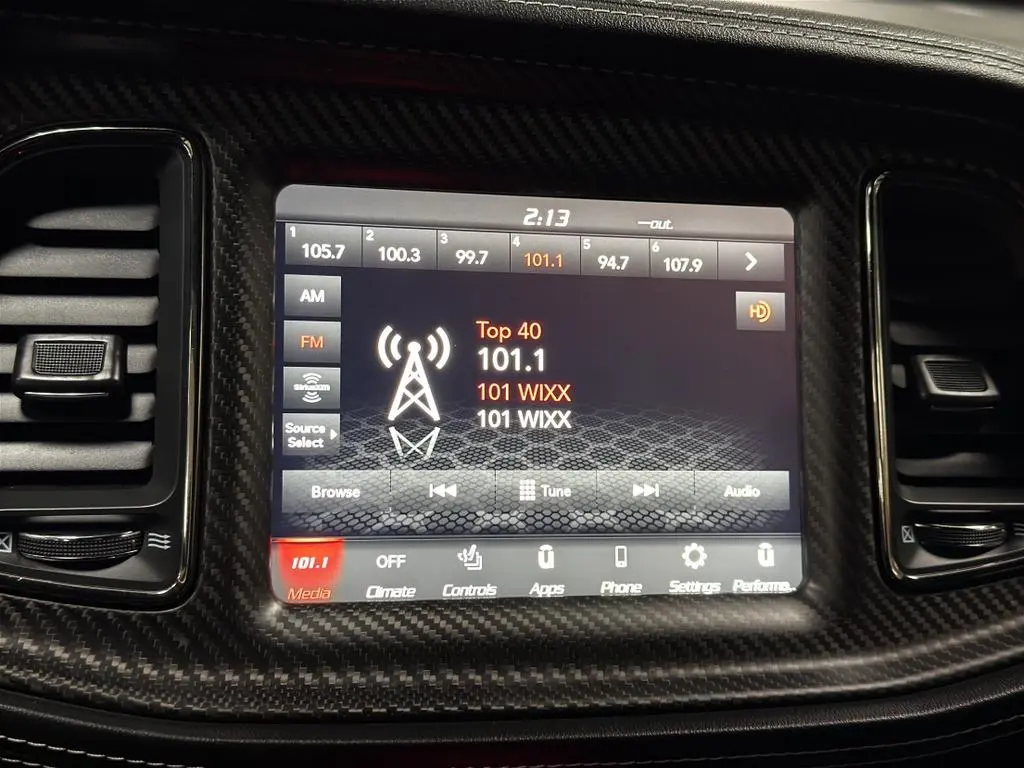 2:13 —out.
1 105.7 2 100.3 3 99.7 4 101.1 5 94.7 6 107.9
AM
HD
FM
SiriusXM
Source
Select
Top 40
101.1
101 WIXX
101 WIXX
Browse Tune Audio
101.1 OFF
Media Climate Controls Apps Phone Settings Performa...